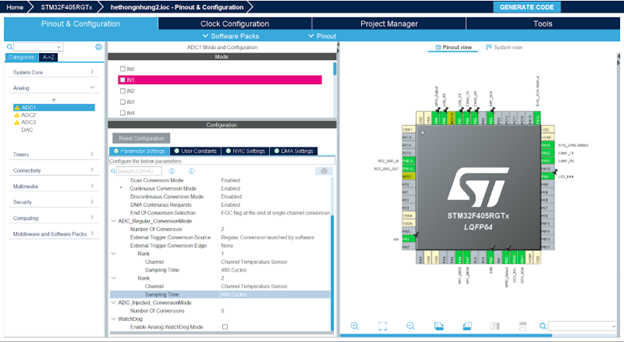 Home
STM32F405RGTx
hethongnhung2.ioc - Pinout & Configuration
GENERATE CODE
Pinout & Configuration
Clock Configuration
Project Manager
Tools
Software Packs
Pinout
Categories
A->Z
System Core
Analog
ADC1
ADC2
ADC3
DAC
Timers
Connectivity
Multimedia
Security
Computing
Middleware and Software Packs
ADC1 Mode and Configuration
Mode
IN0
IN1
IN2
IN3
IN4
Configuration
Reset Configuration
Parameter Settings
User Constants
NVIC Settings
DMA Settings
Configure the below parameters :
Search (Ctrl+F)
Scan Conversion Mode Enabled
Continuous Conversion Mode Enabled
Discontinuous Conversion Mode Disabled
DMA Continuous Requests Enabled
End Of Conversion Selection EOC flag at the end of single channel conversion
ADC_Regular_ConversionMode
Number Of Conversion 2
External Trigger Conversion Source Regular Conversion launched by software
External Trigger Conversion Edge None
Rank 1
Channel Channel Temperature Sensor
Sampling Time 480 Cycles
Rank 2
Channel Channel Temperature Sensor
Sampling Time 480 Cycles
ADC_Injected_ConversionMode
Number Of Conversions 0
WatchDog
Enable Analog WatchDog Mode
Pinout view
System view
STM32F405RGTx
LQFP64